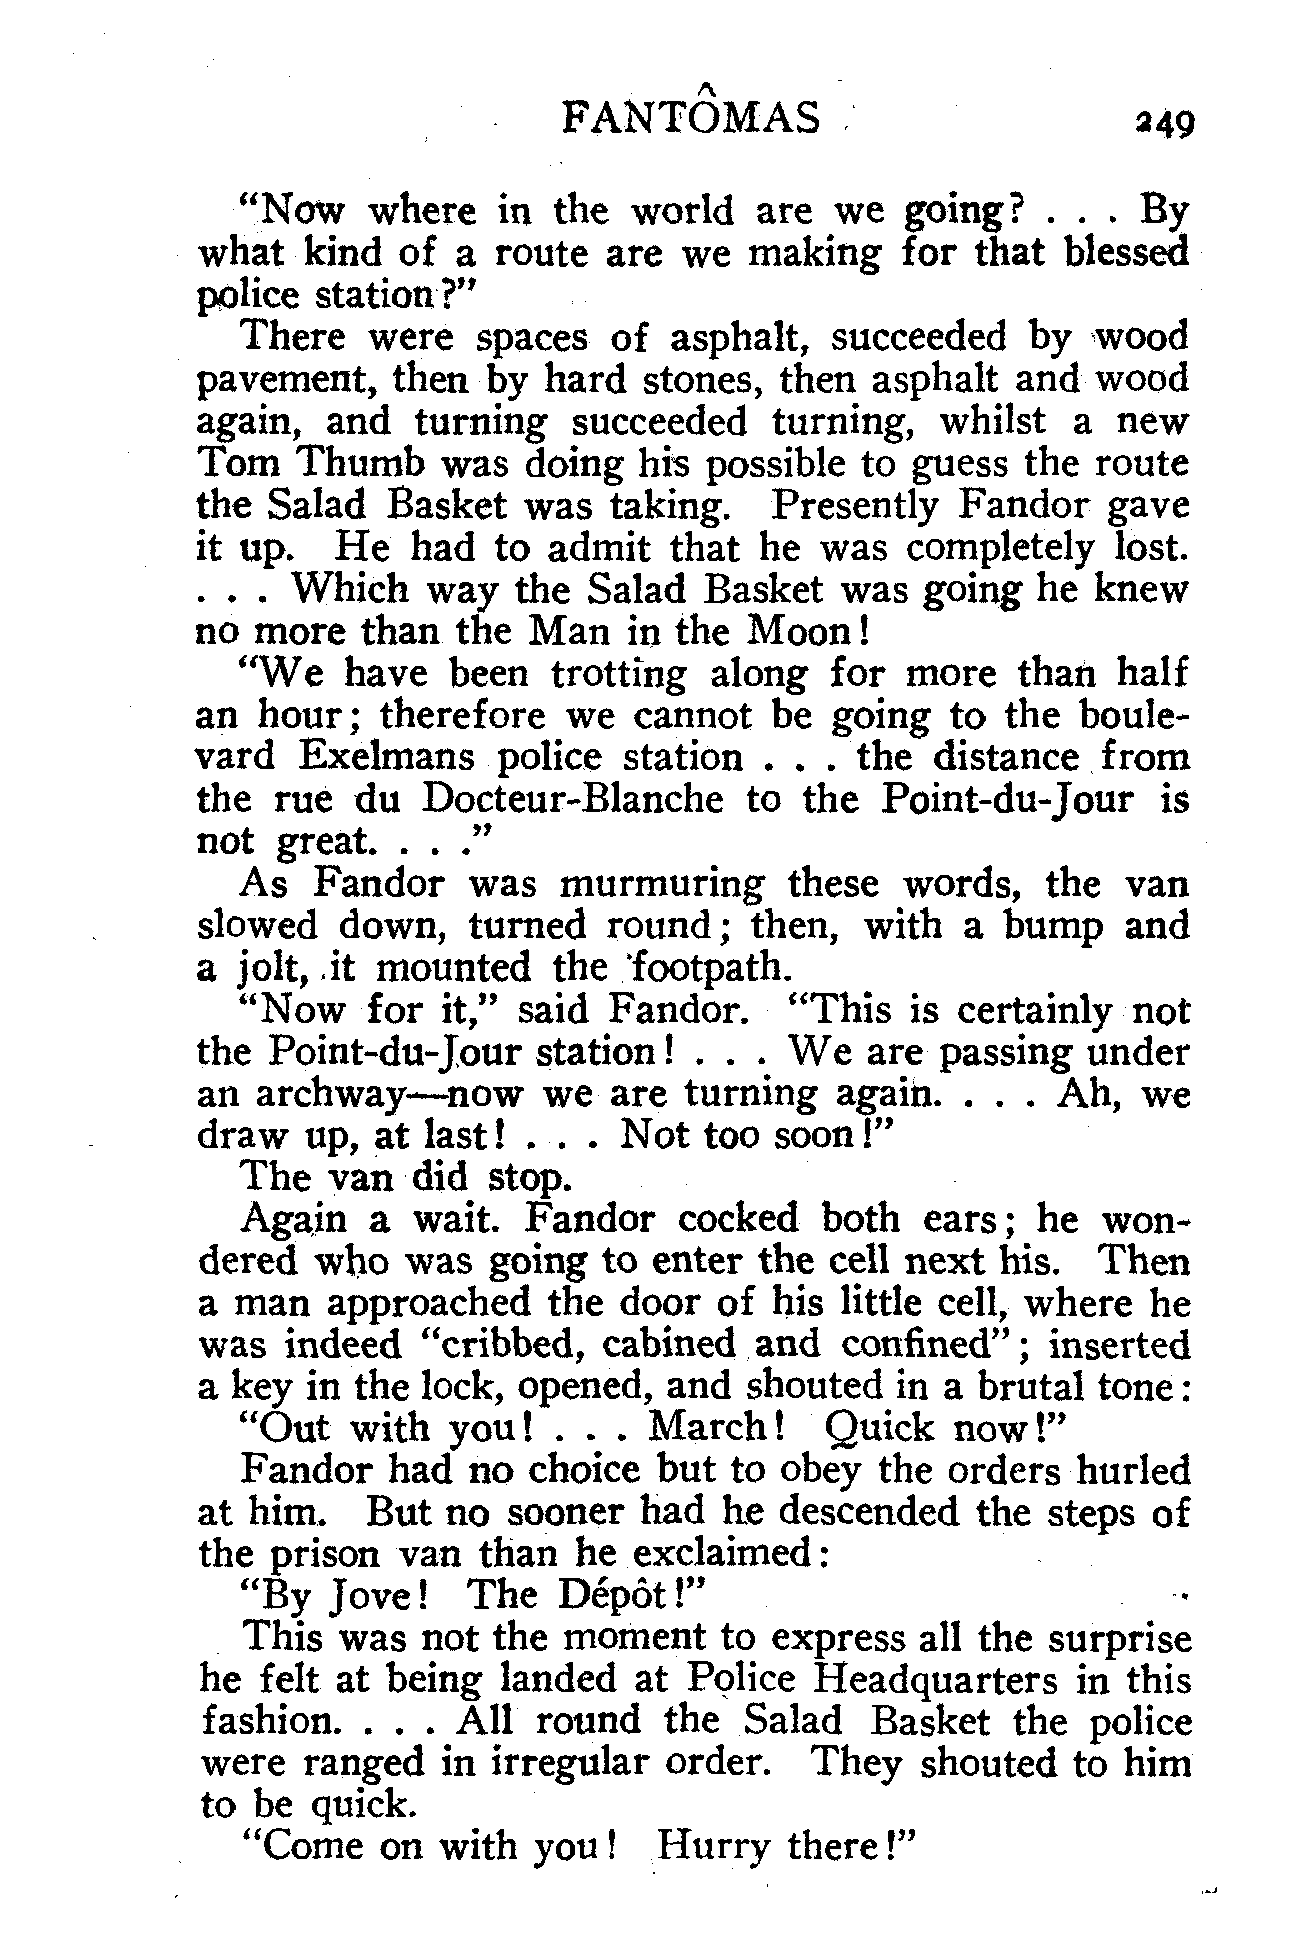 FANTÔMAS 249
“Now where in the world are we going? . . . By
what kind of a route are we making for that blessed
police station?”
There were spaces of asphalt, succeeded by wood
pavement, then by hard stones, then asphalt and wood
again, and turning succeeded turning, whilst a new
Tom Thumb was doing his possible to guess the route
the Salad Basket was taking. Presently Fandor gave
it up. He had to admit that he was completely lost.
. . . Which way the Salad Basket was going he knew
no more than the Man in the Moon!
“We have been trotting along for more than half
an hour; therefore we cannot be going to the boule-
vard Exelmans police station . . . the distance from
the rue du Docteur-Blanche to the Point-du-Jour is
not great. . . .”
As Fandor was murmuring these words, the van
slowed down, turned round; then, with a bump and
a jolt, it mounted the footpath.
“Now for it,” said Fandor. “This is certainly not
the Point-du-Jour station! . . . We are passing under
an archway—now we are turning again. . . . Ah, we
draw up, at last! . . . Not too soon!”
The van did stop.
Again a wait. Fandor cocked both ears; he won-
dered who was going to enter the cell next his. Then
a man approached the door of his little cell, where he
was indeed “cribbed, cabined and confined”; inserted
a key in the lock, opened, and shouted in a brutal tone:
“Out with you! . . . March! Quick now!”
Fandor had no choice but to obey the orders hurled
at him. But no sooner had he descended the steps of
the prison van than he exclaimed:
“By Jove! The Dépôt!”
This was not the moment to express all the surprise
he felt at being landed at Police Headquarters in this
fashion. . . . All round the Salad Basket the police
were ranged in irregular order. They shouted to him
to be quick.
“Come on with you! Hurry there!”